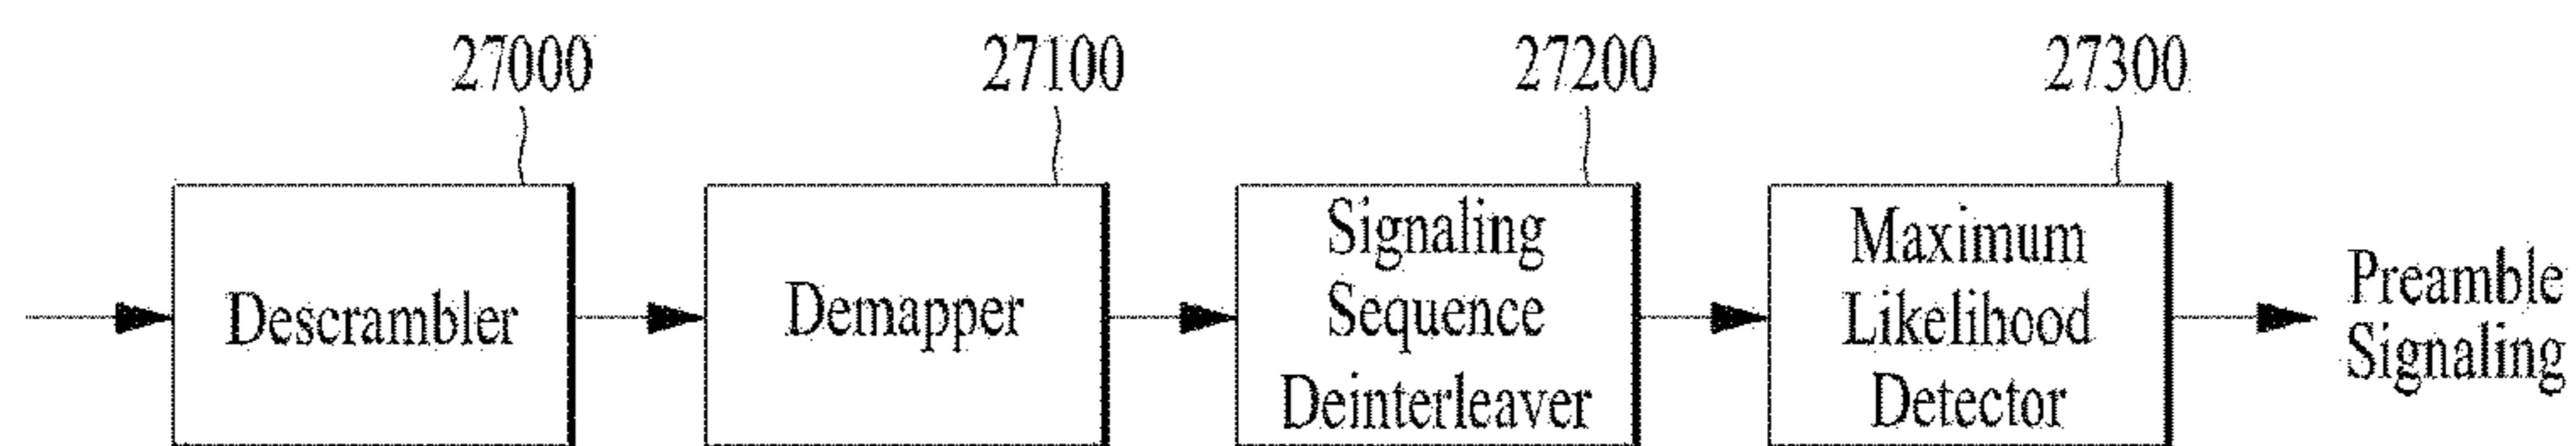 27000
27100
27200
27300
Descrambler
Demapper
Signaling
Sequence
Deinterleaver
Maximum
Likelihood
Detector
Preamble
Signaling